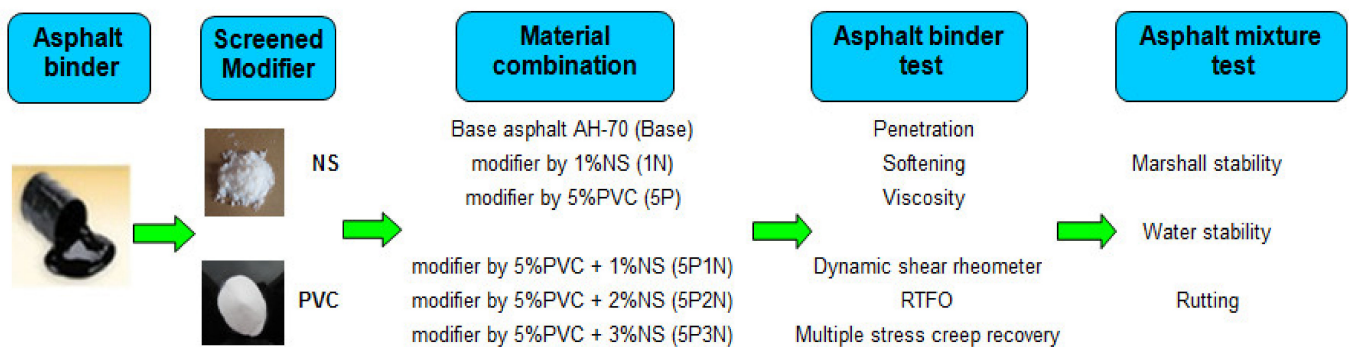 Asphalt
binder
Screened
Modifier
Material
combination
Asphalt binder
test
Asphalt mixture
test
NS
PVC
Base asphalt AH-70 (Base)
modifier by 1%NS (1N)
modifier by 5%PVC (5P)
modifier by 5%PVC + 1%NS (5P1N)
modifier by 5%PVC + 2%NS (5P2N)
modifier by 5%PVC + 3%NS (5P3N)
Penetration
Softening
Viscosity
Dynamic shear rheometer
RTFO
Multiple stress creep recovery
Marshall stability
Water stability
Rutting